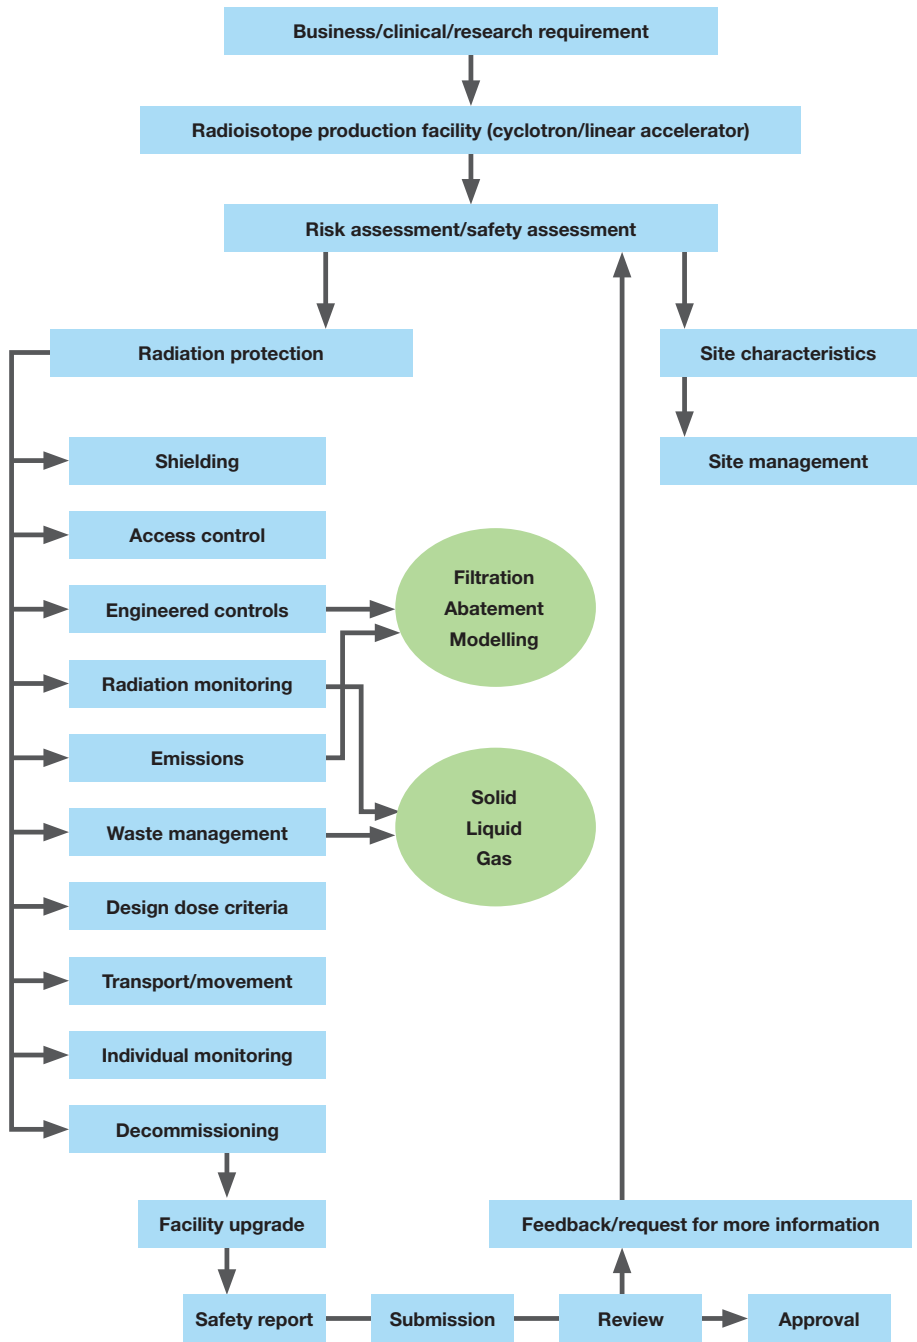 Business/clinical/research requirement
Radioisotope production facility (cyclotron/linear accelerator)
Risk assessment/safety assessment
Radiation protection
Site characteristics
Shielding
Site management
Access control
Engineered controls
Filtration
Abatement
Modelling
Radiation monitoring
Emissions
Waste management
Solid
Liquid
Gas
Design dose criteria
Transport/movement
Individual monitoring
Decommissioning
Facility upgrade
Feedback/request for more information
Safety report
Submission
Review
Approval